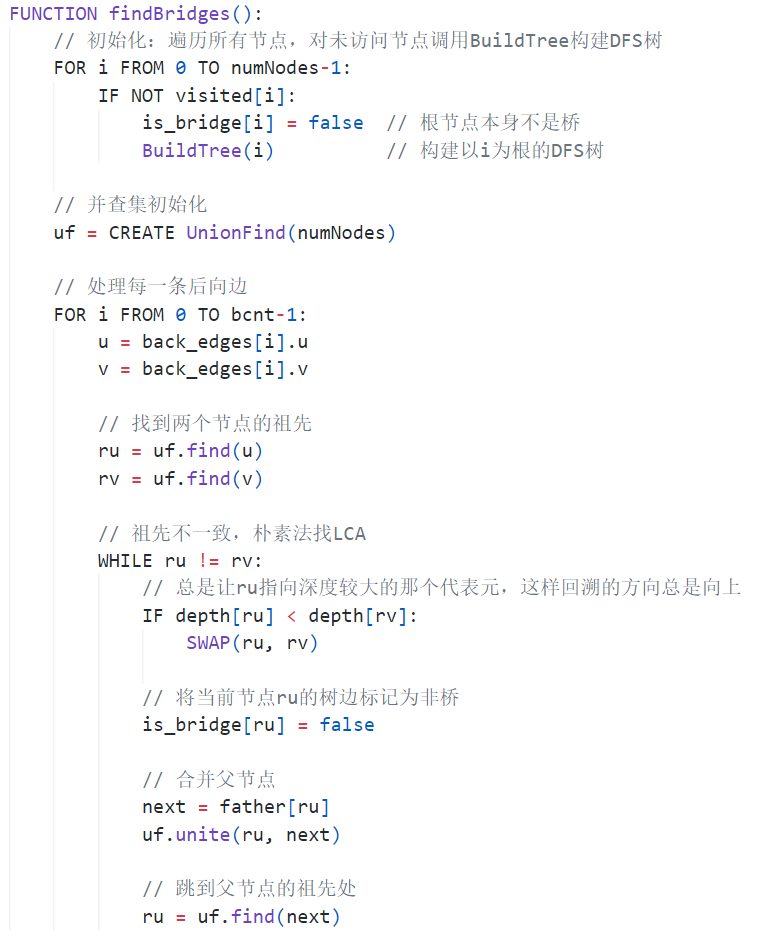 FUNCTION findBridges():
    // 初始化：遍历所有节点，对未访问节点调用BuildTree构建DFS树
    FOR i FROM 0 TO numNodes-1:
        IF NOT visited[i]:
            is_bridge[i] = false  // 根节点本身不是桥
            BuildTree(i)          // 构建以i为根的DFS树
    // 并查集初始化
    uf = CREATE UnionFind(numNodes)
    // 处理每一条后向边
    FOR i FROM 0 TO bcnt-1:
        u = back_edges[i].u
        v = back_edges[i].v
        // 找到两个节点的祖先
        ru = uf.find(u)
        rv = uf.find(v)
        // 祖先不一致，朴素法找LCA
        WHILE ru != rv:
            // 总是让ru指向深度较大的那个代表元，这样回溯的方向总是向上
            IF depth[ru] < depth[rv]:
                SWAP(ru, rv)
            // 将当前节点ru的树边标记为非桥
            is_bridge[ru] = false
            // 合并父节点
            next = father[ru]
            uf.unite(ru, next)
            // 跳到父节点的祖先处
            ru = uf.find(next)